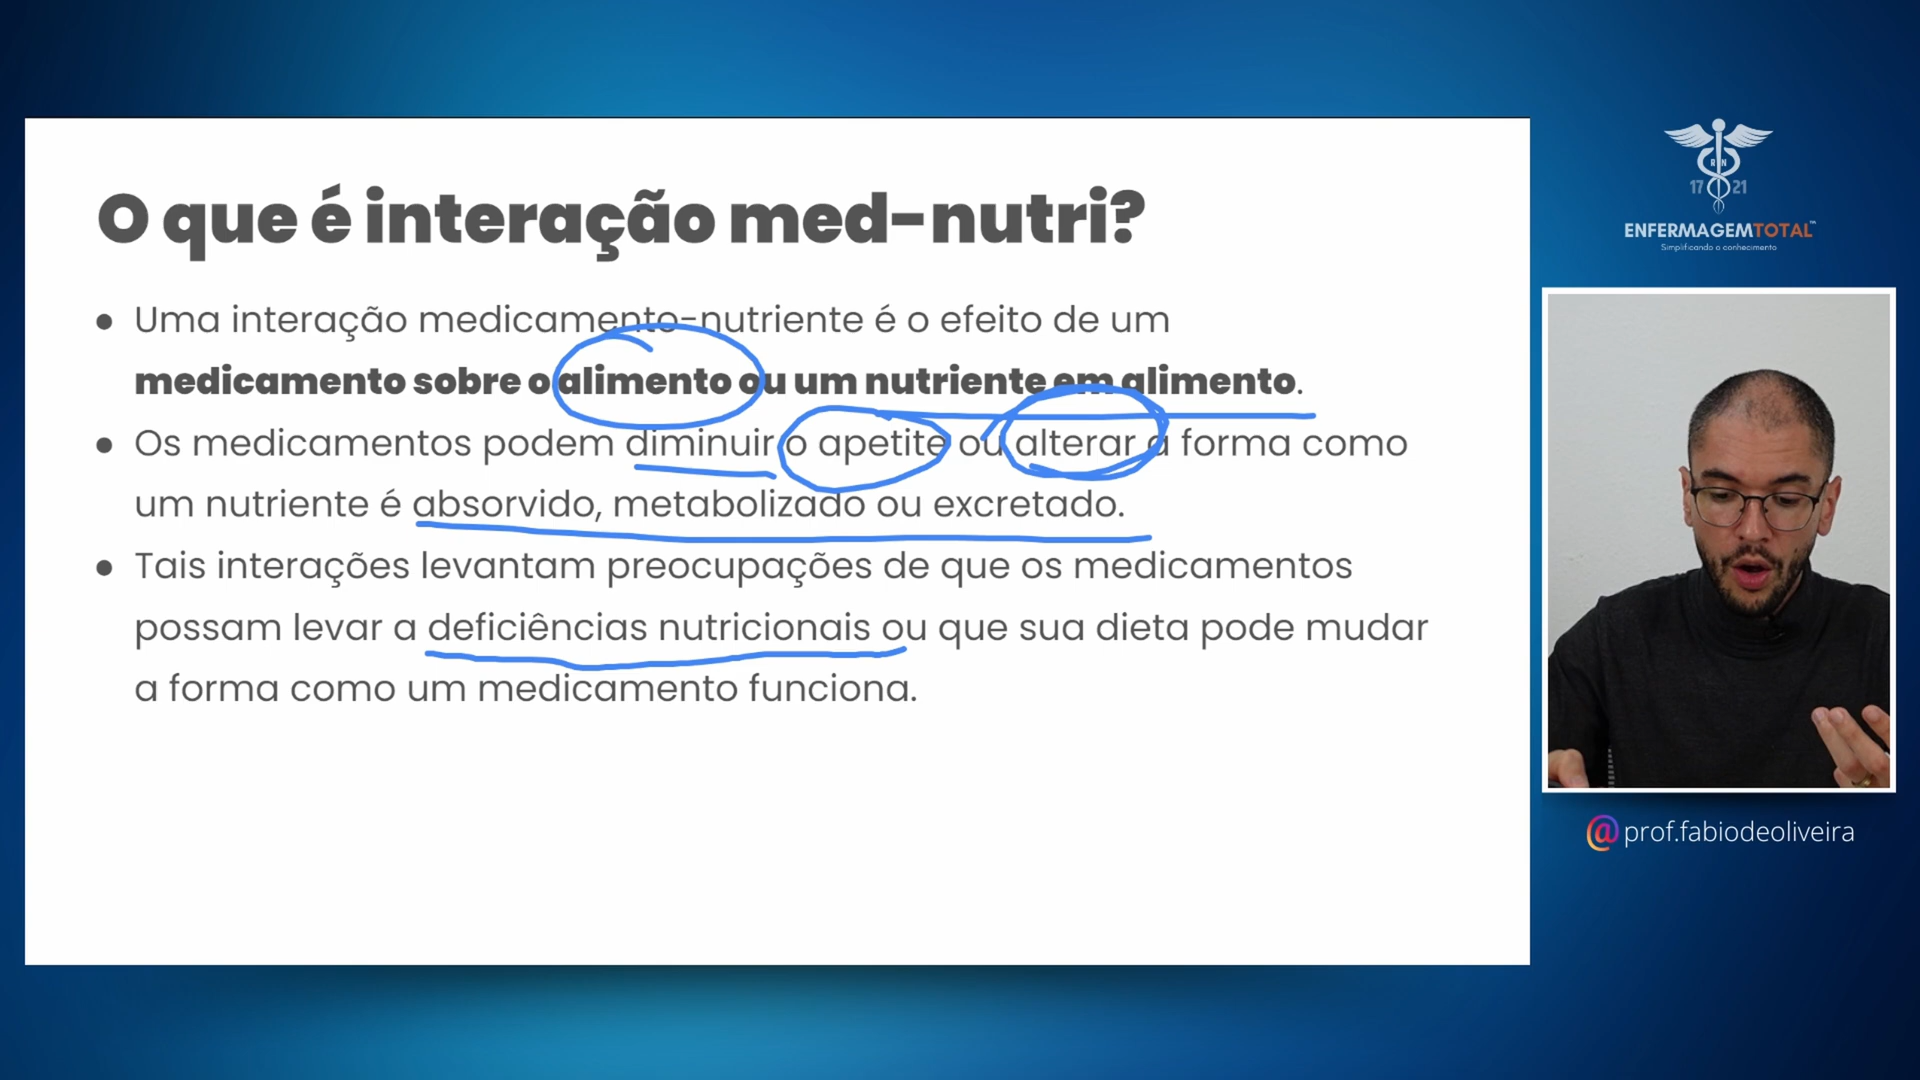 O que é interação med-nutri?
● Uma interação medicamento-nutriente é o efeito de um
medicamento sobre o alimento ou um nutriente em alimento.
● Os medicamentos podem diminuir o apetite ou alterar a forma como
um nutriente é absorvido, metabolizado ou excretado.
● Tais interações levantam preocupações de que os medicamentos
possam levar a deficiências nutricionais ou que sua dieta pode mudar
a forma como um medicamento funciona.
RN
17 21
ENFERMAGEMTOTAL™
Simplificando o conhecimento
@prof.fabiodeoliveira